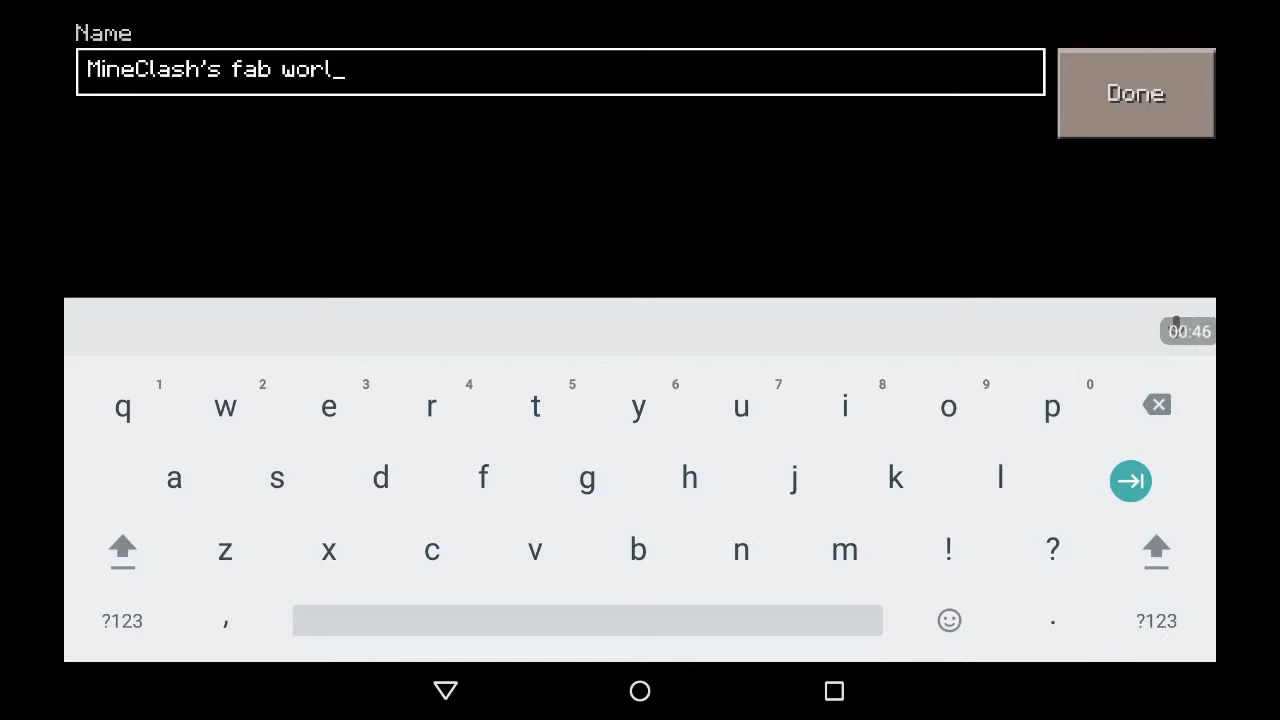 Name
MineClash's fab worl_
Done
00:46
1 2 3 4 5 6 7 8 9 0
q w e r t y u i o p
a s d f g h j k l
z x c v b n m ! ?
?123 , . ?123